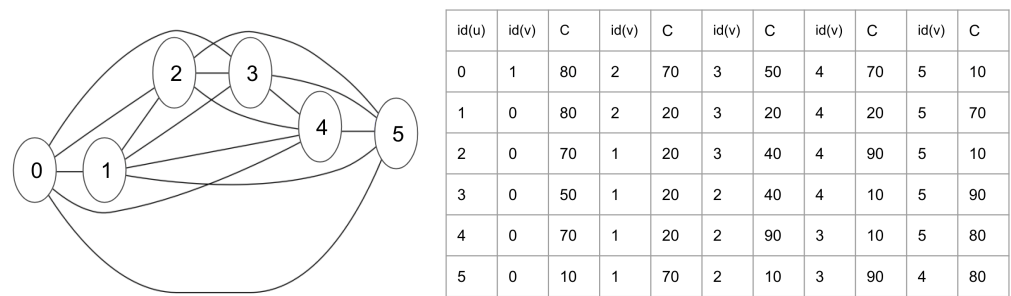 2 3
4 5
0 1
id(u) id(v) C id(v) C id(v) C id(v) C id(v) C
0 1 80 2 70 3 50 4 70 5 10
1 0 80 2 20 3 20 4 20 5 70
2 0 70 1 20 3 40 4 90 5 10
3 0 50 1 20 2 40 4 10 5 90
4 0 70 1 20 2 90 3 10 5 80
5 0 10 1 70 2 10 3 90 4 80